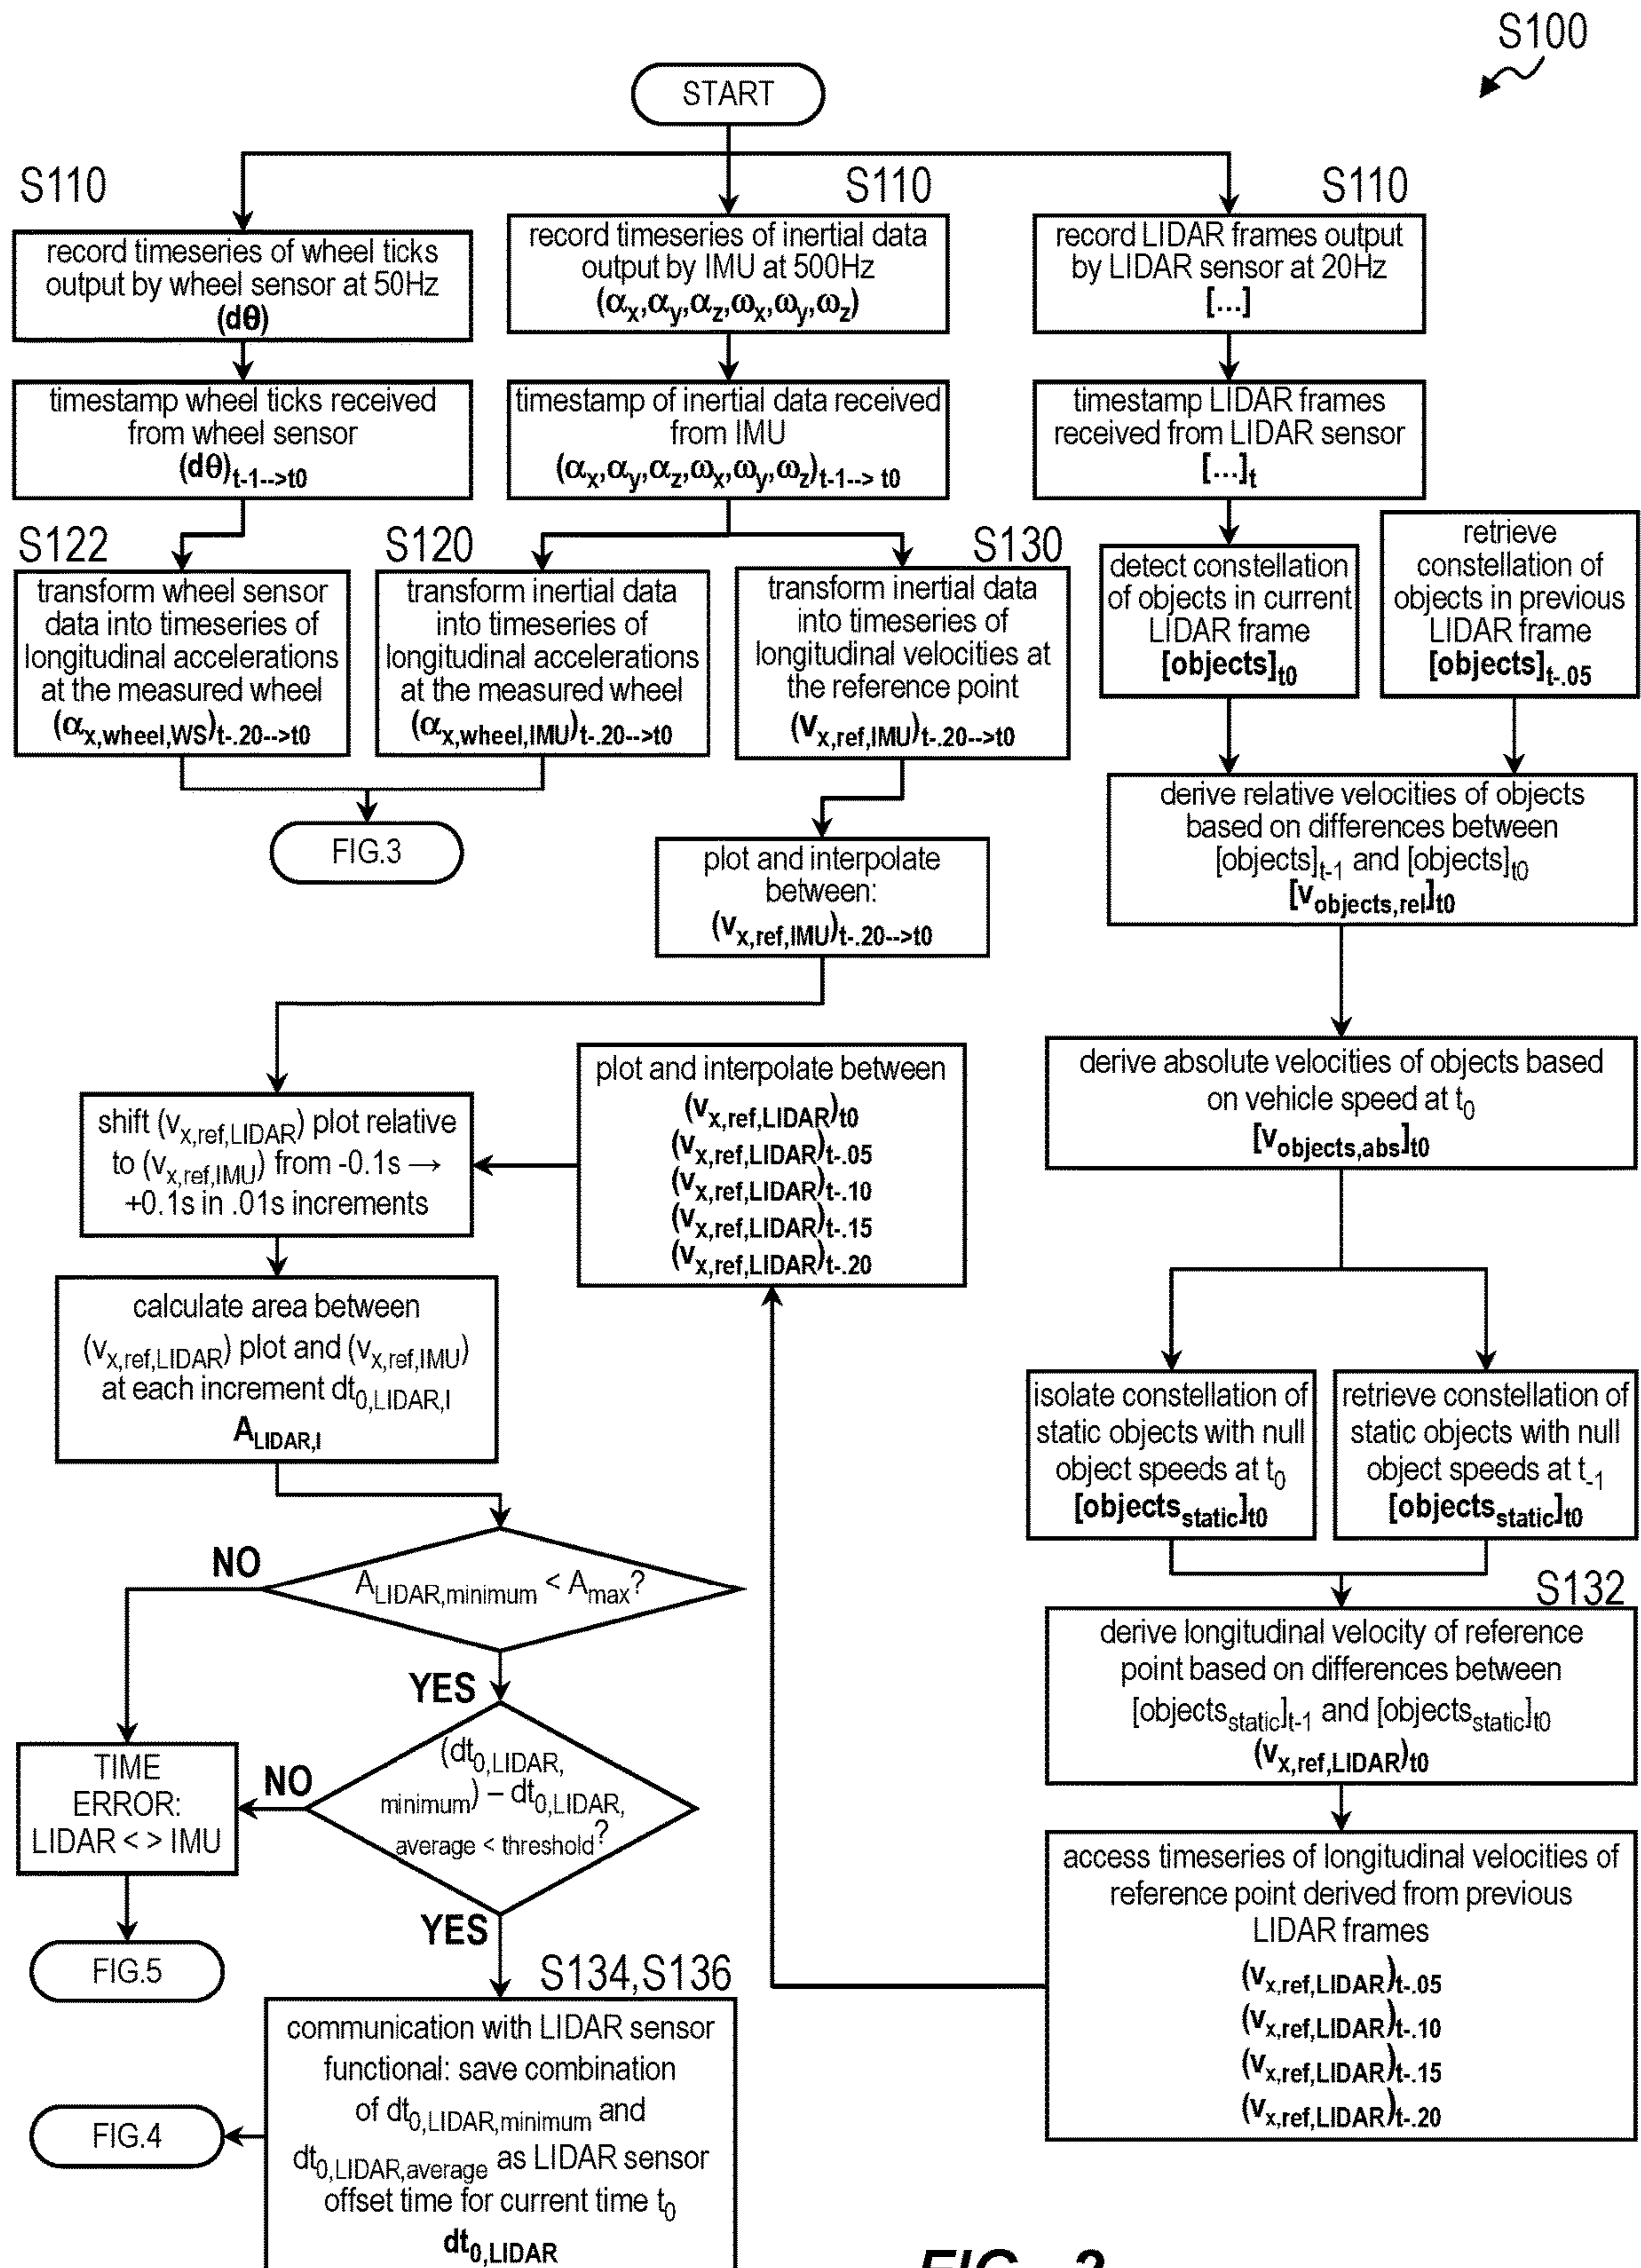 S100
START
S110
record timeseries of wheel ticks
output by wheel sensor at 50Hz
(dθ)
S110
record timeseries of inertial data
output by IMU at 500Hz
(αx,αy,αz,ωx,ωy,ωz)
S110
record LIDAR frames output
by LIDAR sensor at 20Hz
[...]
timestamp wheel ticks received
from wheel sensor
(dθ)t-1-->t0
timestamp of inertial data received
from IMU
(αx,αy,αz,ωx,ωy,ωz)t-1--> t0
timestamp LIDAR frames
received from LIDAR sensor
[...]t
S122
transform wheel sensor
data into timeseries of
longitudinal accelerations
at the measured wheel
(αx,wheel,WS)t-.20-->t0
S120
transform inertial data
into timeseries of
longitudinal accelerations
at the measured wheel
(αx,wheel,IMU)t-.20-->t0
S130
transform inertial data
into timeseries of
longitudinal velocities at
the reference point
(vx,ref,IMU)t-.20-->t0
detect constellation
of objects in current
LIDAR frame
[objects]t0
retrieve
constellation of
objects in previous
LIDAR frame
[objects]t-.05
FIG.3
plot and interpolate
between:
(vx,ref,IMU)t-.20-->t0
derive relative velocities of objects
based on differences between
[objects]t-1 and [objects]t0
[vobjects,rel]t0
derive absolute velocities of objects based
on vehicle speed at t0
[vobjects,abs]t0
plot and interpolate between
(vx,ref,LIDAR)t0
(vx,ref,LIDAR)t-.05
(vx,ref,LIDAR)t-.10
(vx,ref,LIDAR)t-.15
(vx,ref,LIDAR)t-.20
shift (vx,ref,LIDAR) plot relative
to (vx,ref,IMU) from -0.1s →
+0.1s in .01s increments
calculate area between
(vx,ref,LIDAR) plot and (vx,ref,IMU)
at each increment dt0,LIDAR,I
ALIDAR,I
isolate constellation of
static objects with null
object speeds at t0
[objectsstatic]t0
retrieve constellation of
static objects with null
object speeds at t-1
[objectsstatic]t0
NO
ALIDAR,minimum < Amax?
YES
S132
derive longitudinal velocity of reference
point based on differences between
[objectsstatic]t-1 and [objectsstatic]t0
(vx,ref,LIDAR)t0
TIME
ERROR:
LIDAR < > IMU
NO
(dt0,LIDAR,
minimum) – dt0,LIDAR,
average < threshold?
YES
access timeseries of longitudinal velocities of
reference point derived from previous
LIDAR frames
(vx,ref,LIDAR)t-.05
(vx,ref,LIDAR)t-.10
(vx,ref,LIDAR)t-.15
(vx,ref,LIDAR)t-.20
FIG.5
S134,S136
communication with LIDAR sensor
functional: save combination
of dt0,LIDAR,minimum and
dt0,LIDAR,average as LIDAR sensor
offset time for current time t0
dt0,LIDAR
FIG.4